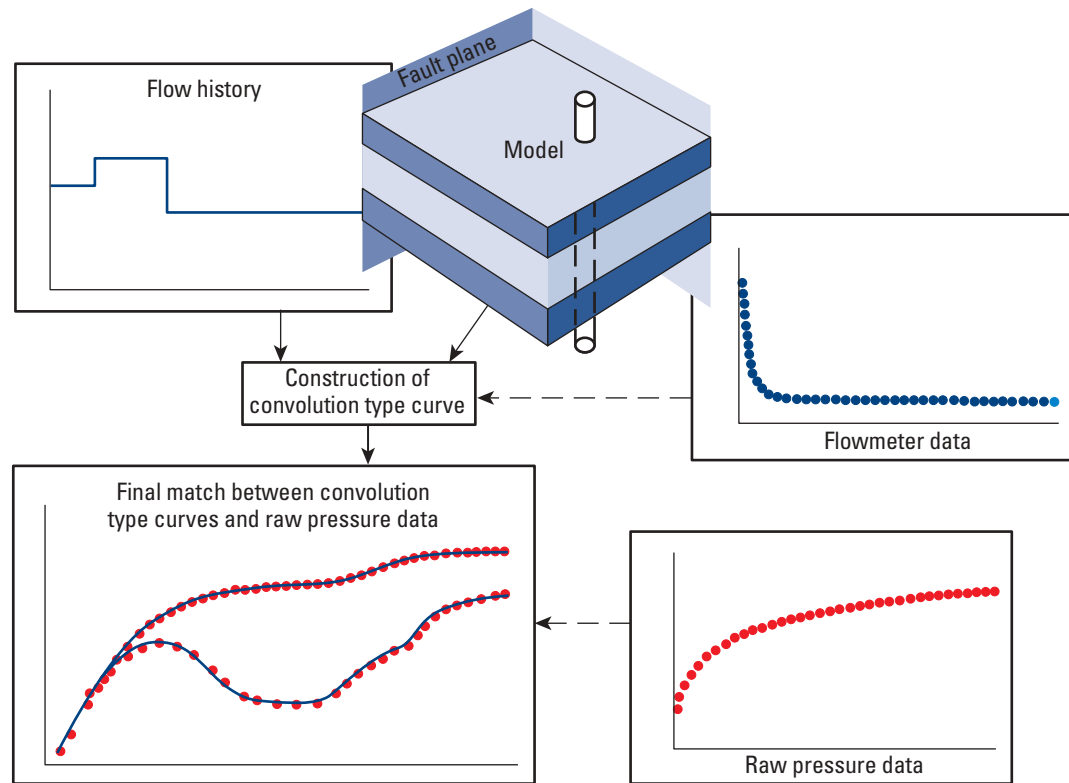 Fault plane
Flow history
Model
Construction of
convolution type curve
Flowmeter data
Final match between convolution
type curves and raw pressure data
Raw pressure data